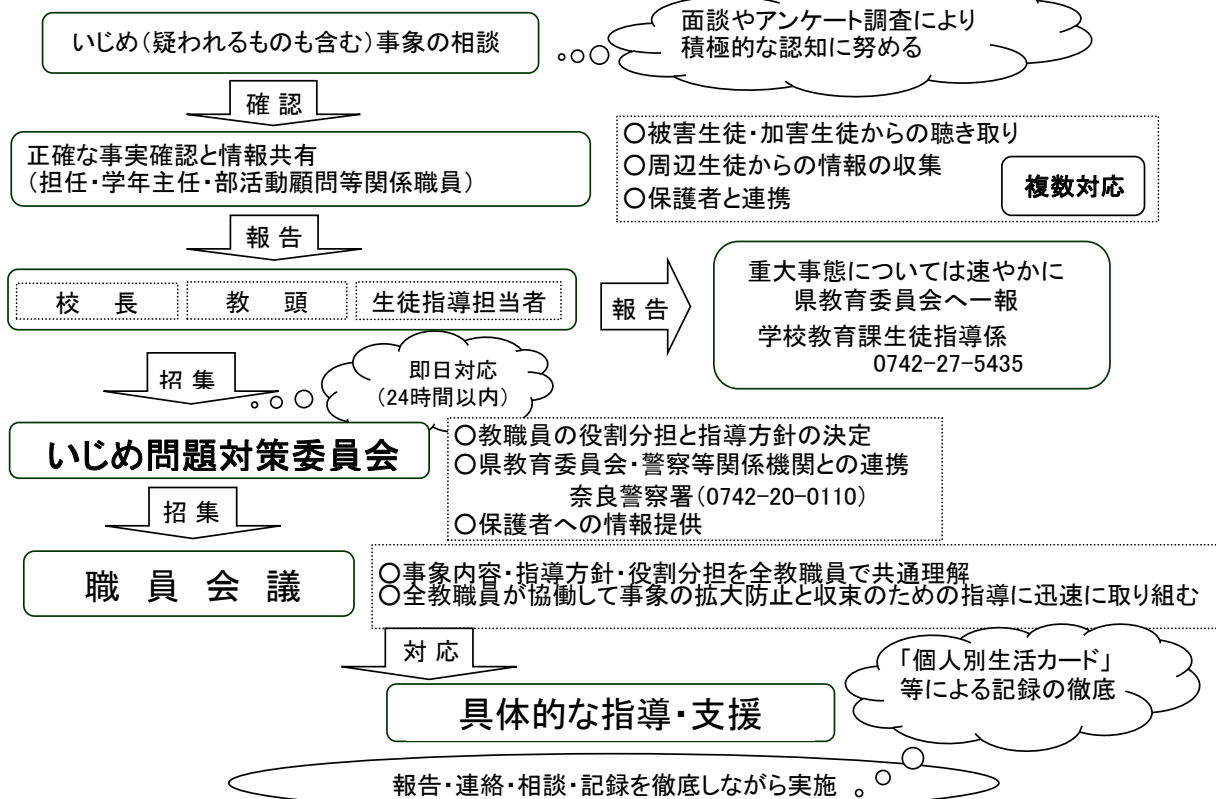 いじめ（疑われるものも含む）事象の相談
面談やアンケート調査により
積極的な認知に努める
確 認
正確な事実確認と情報共有
（担任・学年主任・部活動顧問等関係職員）
○被害生徒・加害生徒からの聴き取り
○周辺生徒からの情報の収集
○保護者と連携
複数対応
報 告
校　長
教　頭
生徒指導担当者
報 告
重大事態については速やかに
県教育委員会へ一報
学校教育課生徒指導係
0742-27-5435
招 集
即日対応
（24時間以内）
いじめ問題対策委員会
○教職員の役割分担と指導方針の決定
○県教育委員会・警察等関係機関との連携
奈良警察署（0742-20-0110）
○保護者への情報提供
招 集
職 員 会 議
○事象内容・指導方針・役割分担を全教職員で共通理解
○全教職員が協働して事象の拡大防止と収束のための指導に迅速に取り組む
対 応
「個人別生活カード」
等による記録の徹底
具体的な指導・支援
報告・連絡・相談・記録を徹底しながら実施